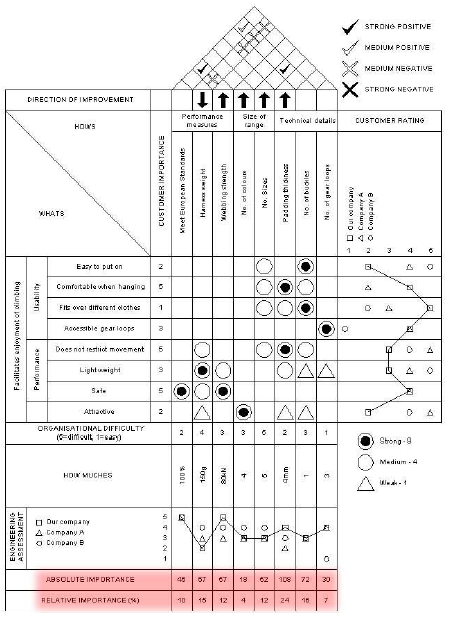 STRONG POSITIVE
MEDIUM POSITIVE
MEDIUM NEGATIVE
STRONG NEGATIVE
DIRECTION OF IMPROVEMENT
HOWS
WHATS
CUSTOMER IMPORTANCE
Performance measures
Size of range
Technical details
CUSTOMER RATING
Meet European Standards
Harness weight
Webbing strength
No. of colours
No. Sizes
Padding thickness
No. of buckles
No. of gear loops
Our company
Company A
Company B
1 2 3 4 5
Facilitates enjoyment of climbing
Usability
Easy to put on 2
Comfortable when hanging 5
Fits over different clothes 1
Accessible gear loops 3
Performance
Does not restrict movement 5
Lightweight 3
Safe 5
Attractive 2
ORGANISATIONAL DIFFICULTY 2 4 3 3 5 2 3 1
(5=difficult, 1=easy)
Strong - 9
Medium - 4
Weak - 1
HOW MUCHES 100% 4 5 4mm 1 3
ENGINEERING ASSESSMENT
Our company
Company A
Company B
5
4
3
2
1
ABSOLUTE IMPORTANCE 45 67 57 18 52 108 72 30
RELATIVE IMPORTANCE (%) 10 15 12 4 12 24 16 7